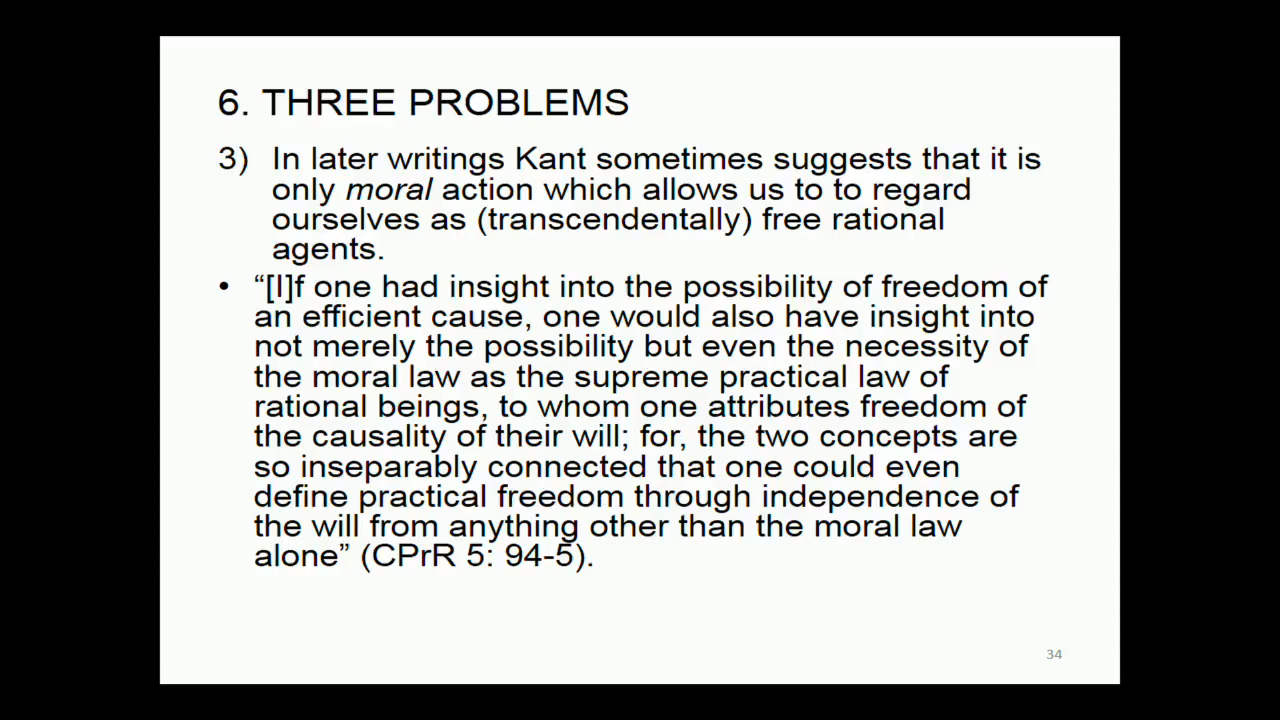 6. THREE PROBLEMS
3) In later writings Kant sometimes suggests that it is
only moral action which allows us to to regard
ourselves as (transcendentally) free rational
agents.
• “[I]f one had insight into the possibility of freedom of
an efficient cause, one would also have insight into
not merely the possibility but even the necessity of
the moral law as the supreme practical law of
rational beings, to whom one attributes freedom of
the causality of their will; for, the two concepts are
so inseparably connected that one could even
define practical freedom through independence of
the will from anything other than the moral law
alone” (CPrR 5: 94-5).
34